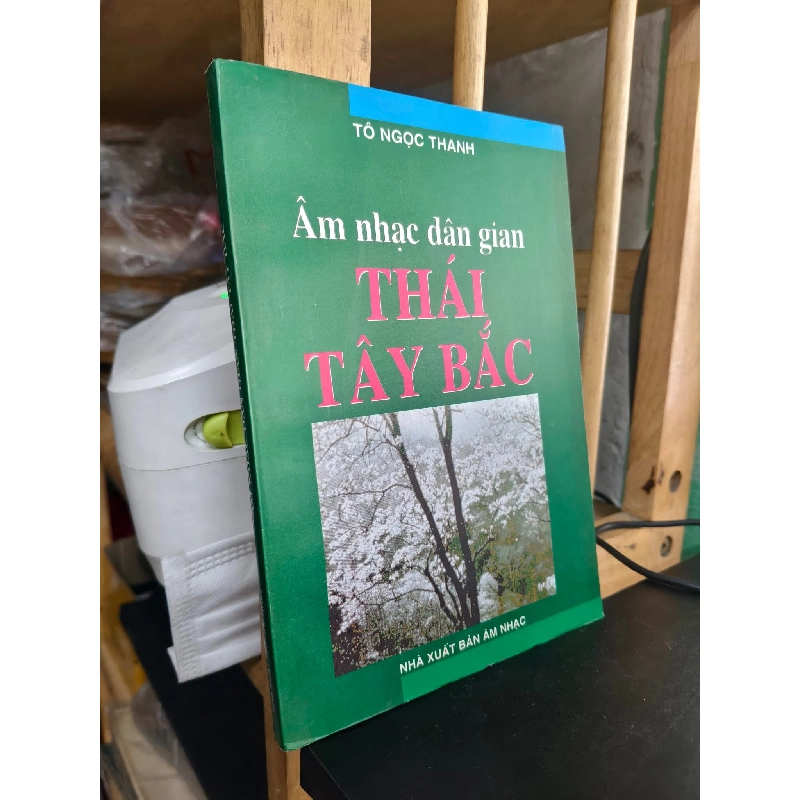 TÔ NGỌC THANH
Âm nhạc dân gian
THÁI
TÂY BẮC
NHÀ XUẤT BẢN ÂM NHẠC